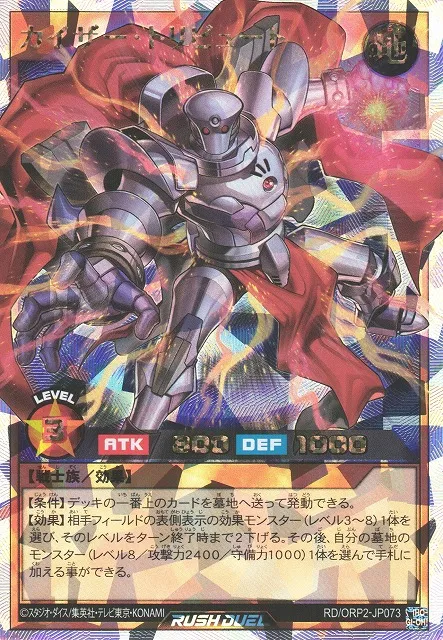 カイザー・トリビュート
地
LEVEL
3
ATK 800 DEF 1000
【戦士族／効果】
【条件】デッキの一番上のカードを墓地へ送って発動できる。
【効果】相手フィールドの表側表示の効果モンスター（レベル3～8）1体を
選び、そのレベルをターン終了時まで2下げる。その後、自分の墓地の
モンスター（レベル8／攻撃力2400／守備力1000）1体を選んで手札に
加える事ができる。
©スタジオ・ダイス/集英社・テレビ東京・KONAMI
RUSH DUEL
RD/ORP2-JP073